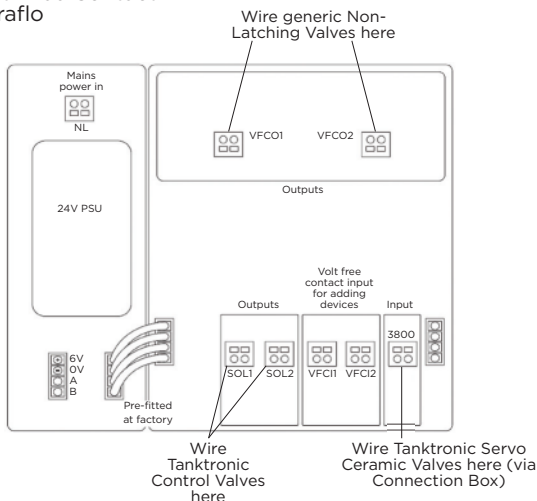 raflo
Wire generic Non-
Latching Valves here
Mains
power in
NL
VFCO1
VFCO2
Outputs
24V PSU
Volt free
contact input
for adding
devices
Outputs
Input
3800
SOL1
SOL2
VFCI1
VFCI2
6V
0V
A
B
Pre-fitted
at factory
Wire
Tanktronic
Control Valves
here
Wire Tanktronic Servo
Ceramic Valves here (via
Connection Box)